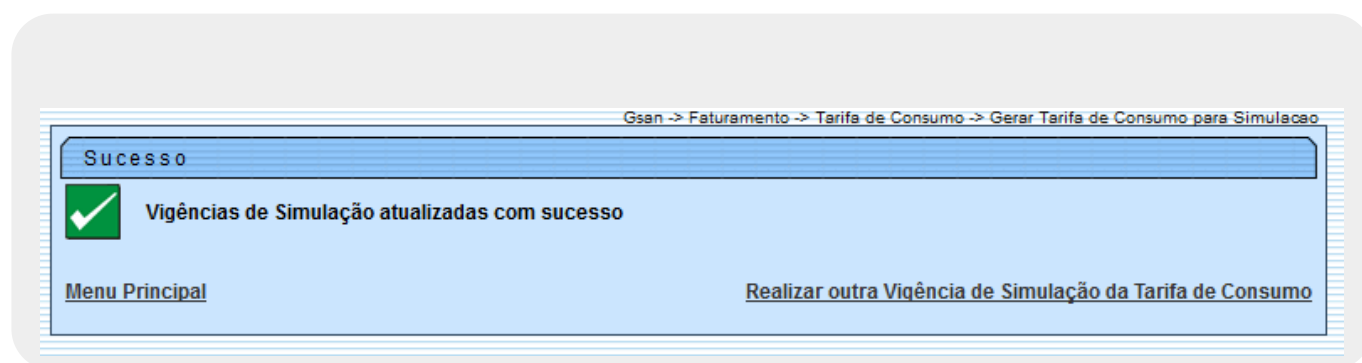 Gsan -> Faturamento -> Tarifa de Consumo -> Gerar Tarifa de Consumo para Simulacao
Sucesso
Vigências de Simulação atualizadas com sucesso
Menu Principal
Realizar outra Vigência de Simulação da Tarifa de Consumo